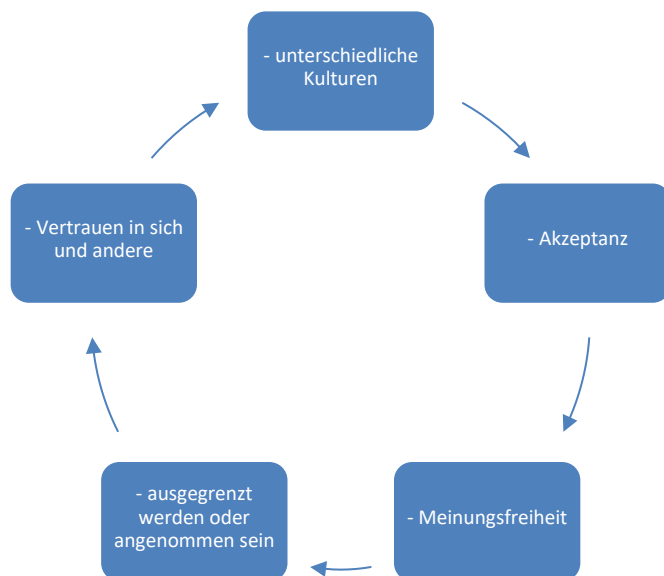 - unterschiedliche
Kulturen
- Akzeptanz
- Meinungsfreiheit
- ausgegrenzt
werden oder
angenommen sein
- Vertrauen in sich
und andere